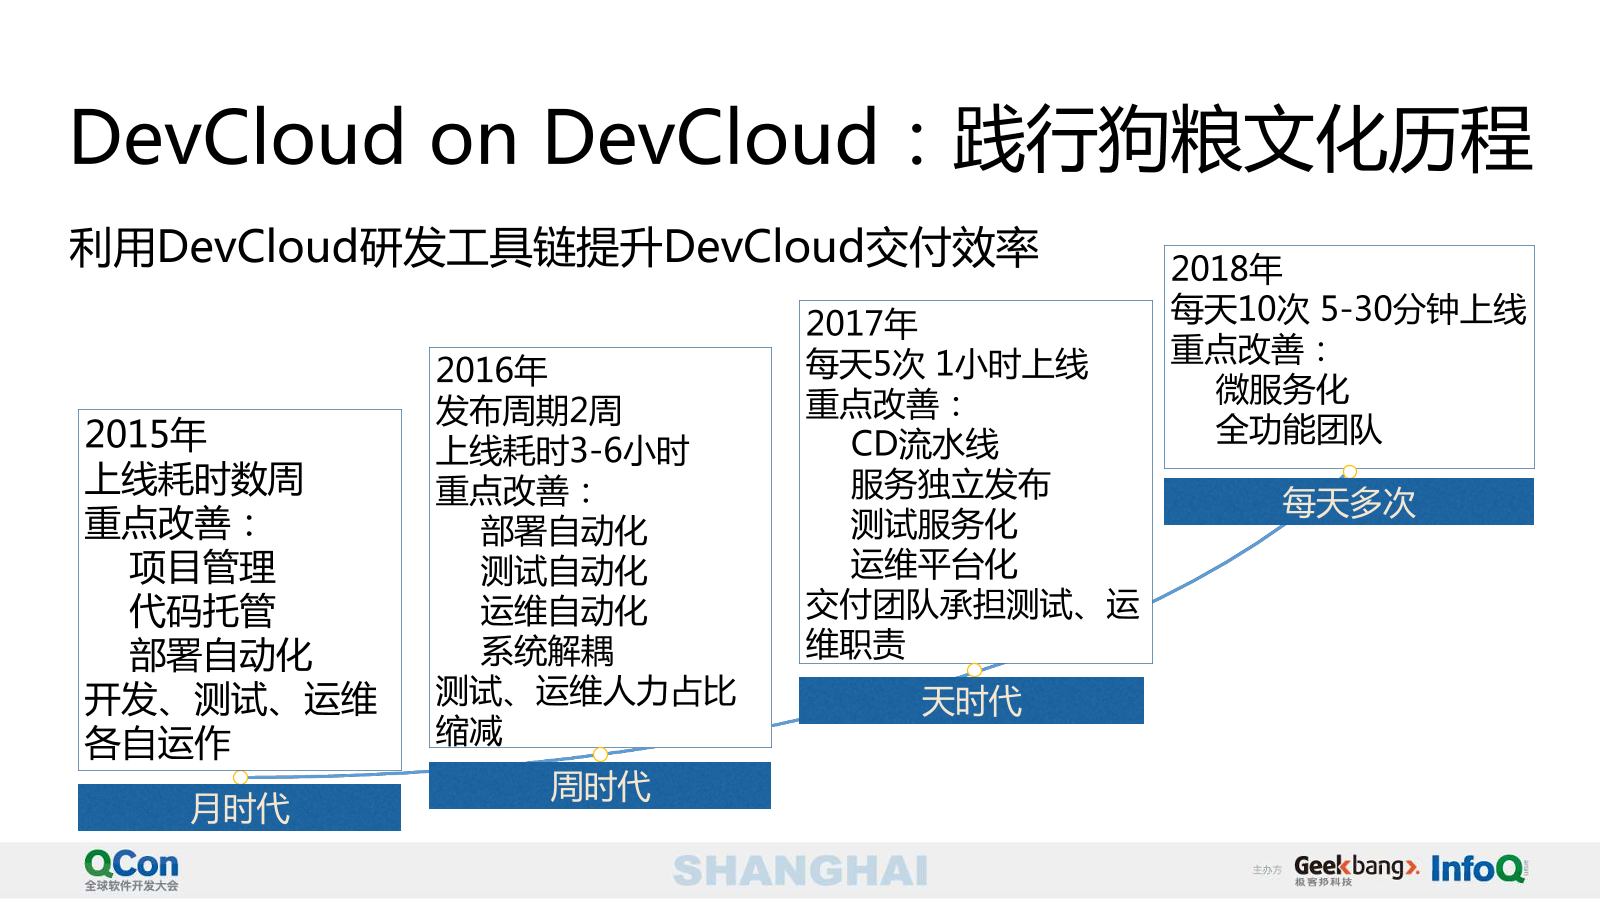 DevCloud on DevCloud：践行狗粮文化历程
利用DevCloud研发工具链提升DevCloud交付效率
2015年
上线耗时数周
重点改善：
项目管理
代码托管
部署自动化
开发、测试、运维
各自运作
月时代
2016年
发布周期2周
上线耗时3-6小时
重点改善：
部署自动化
测试自动化
运维自动化
系统解耦
测试、运维人力占比
缩减
周时代
2017年
每天5次 1小时上线
重点改善：
CD流水线
服务独立发布
测试服务化
运维平台化
交付团队承担测试、运
维职责
天时代
2018年
每天10次 5-30分钟上线
重点改善：
微服务化
全功能团队
每天多次
QCon
全球软件开发大会
SHANGHAI
主办方
Geekbang>.
极客邦科技
InfoQ